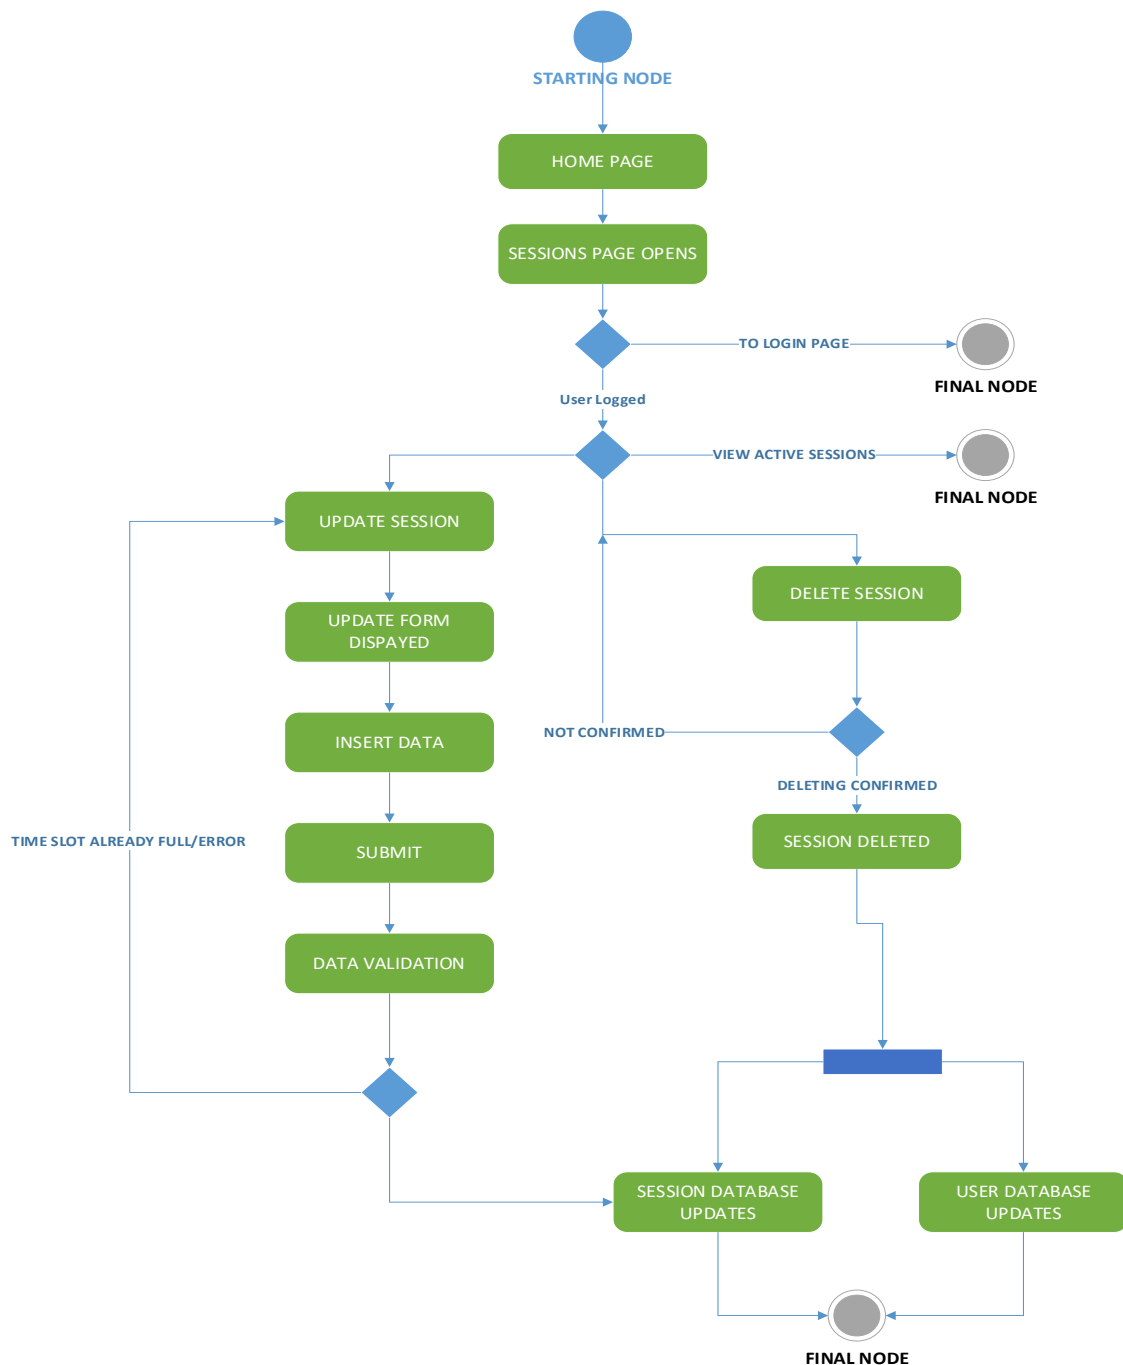 STARTING NODE
HOME PAGE
SESSIONS PAGE OPENS
TO LOGIN PAGE
FINAL NODE
User Logged
VIEW ACTIVE SESSIONS
FINAL NODE
UPDATE SESSION
DELETE SESSION
UPDATE FORM
DISPAYED
INSERT DATA
NOT CONFIRMED
DELETING CONFIRMED
TIME SLOT ALREADY FULL/ERROR
SUBMIT
SESSION DELETED
DATA VALIDATION
SESSION DATABASE
UPDATES
USER DATABASE
UPDATES
FINAL NODE